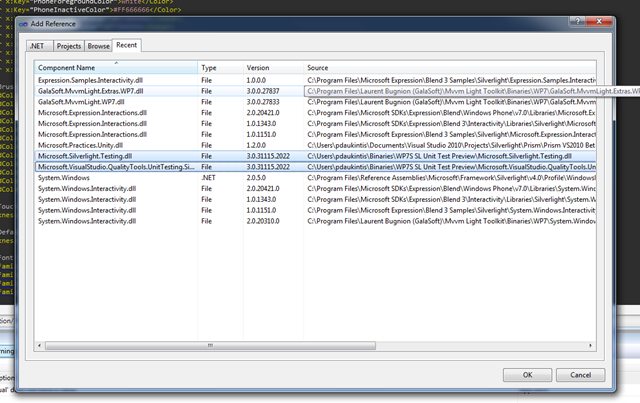 r x:Key="PhoneForegroundColor">White</Color>
r x:Key="PhoneInactiveColor">#FF666666</Color>
Add Reference
.NET Projects Browse Recent
Component Name Type Version Source
Expression.Samples.Interactivity.dll File 1.0.0.0 C:\Program Files\Microsoft Expression\Blend 3 Samples\Silverlight\Expression.Samples.Interactiv
GalaSoft.MvvmLight.Extras.WP7.dll File 3.0.0.27837 C:\Program Files\Laurent Bugnion (GalaSoft)\Mvvm Light Toolkit\Binaries\WP7\GalaSoft.MvvmLight.Extras.WP
GalaSoft.MvvmLight.WP7.dll File 3.0.0.27833 C:\Program Files\Laurent Bugnion (GalaSoft)\Mvvm Light Toolkit\Binaries\WP7\GalaSoft.MvvmLigh
Microsoft.Expression.Interactions.dll File 2.0.20421.0 C:\Program Files\Microsoft SDKs\Expression\Blend\Windows Phone\v7.0\Libraries\Microsoft.Expre
Microsoft.Expression.Interactions.dll File 1.0.1343.0 C:\Program Files\Microsoft SDKs\Expression\Blend 3\Interactivity\Libraries\Silverlight\Microsoft.Ex
Microsoft.Expression.Interactions.dll File 1.0.1151.0 C:\Program Files\Microsoft Expression\Blend 3 Samples\Silverlight\Microsoft.Expression.Interacti
Microsoft.Practices.Unity.dll File 1.2.0.0 C:\Users\pdaukintis\Documents\Visual Studio 2010\Projects\Silverlight\Prism\Prism VS2010 Bet
Microsoft.Silverlight.Testing.dll File 3.0.31115.2022 C:\Users\pdaukintis\Binaries\WP7S SL Unit Test Preview\Microsoft.Silverlight.Testing.dll
Microsoft.VisualStudio.QualityTools.UnitTesting.Si... File 3.0.31115.2022 C:\Users\pdaukintis\Binaries\WP7S SL Unit Test Preview\Microsoft.VisualStudio.QualityTools.Un
System.Windows .NET 2.0.5.0 C:\Program Files\Reference Assemblies\Microsoft\Framework\Silverlight\v4.0\Profile\WindowsP
System.Windows.Interactivity.dll File 2.0.20421.0 C:\Program Files\Microsoft SDKs\Expression\Blend\Windows Phone\v7.0\Libraries\System.Window
System.Windows.Interactivity.dll File 1.0.1343.0 C:\Program Files\Microsoft SDKs\Expression\Blend 3\Interactivity\Libraries\Silverlight\System.Wi
System.Windows.Interactivity.dll File 1.0.1151.0 C:\Program Files\Microsoft Expression\Blend 3 Samples\Silverlight\System.Windows.Interactivity
System.Windows.Interactivity.dll File 2.0.20310.0 C:\Program Files\Laurent Bugnion (GalaSoft)\Mvvm Light Toolkit\Binaries\WP7\System.Windows.
OK Cancel